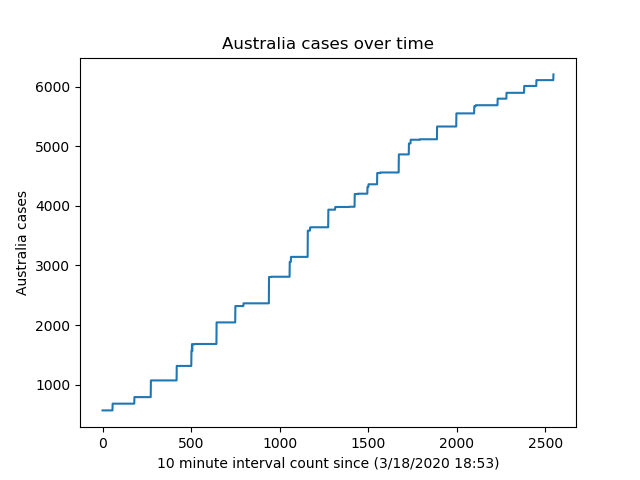 Australia cases over time
6000
5000
4000
3000
2000
1000
Australia cases
0 500 1000 1500 2000 2500
10 minute interval count since (3/18/2020 18:53)